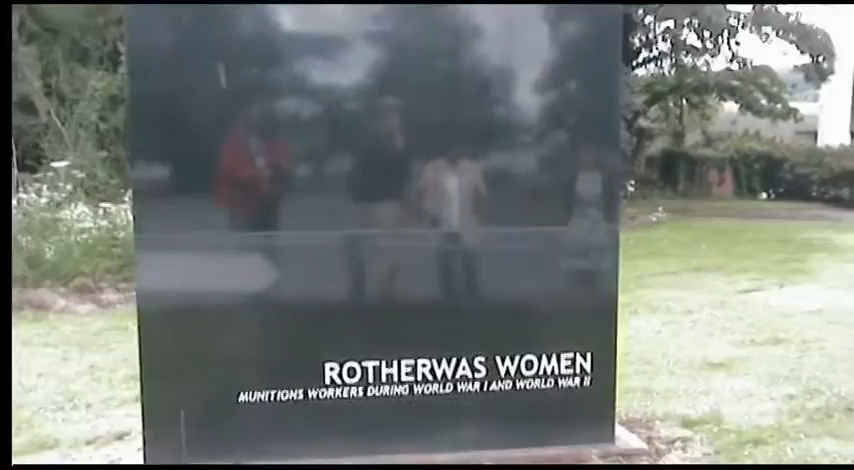 ROTHERWAS WOMEN
MUNITIONS WORKERS DURING WORLD WAR I AND WORLD WAR II